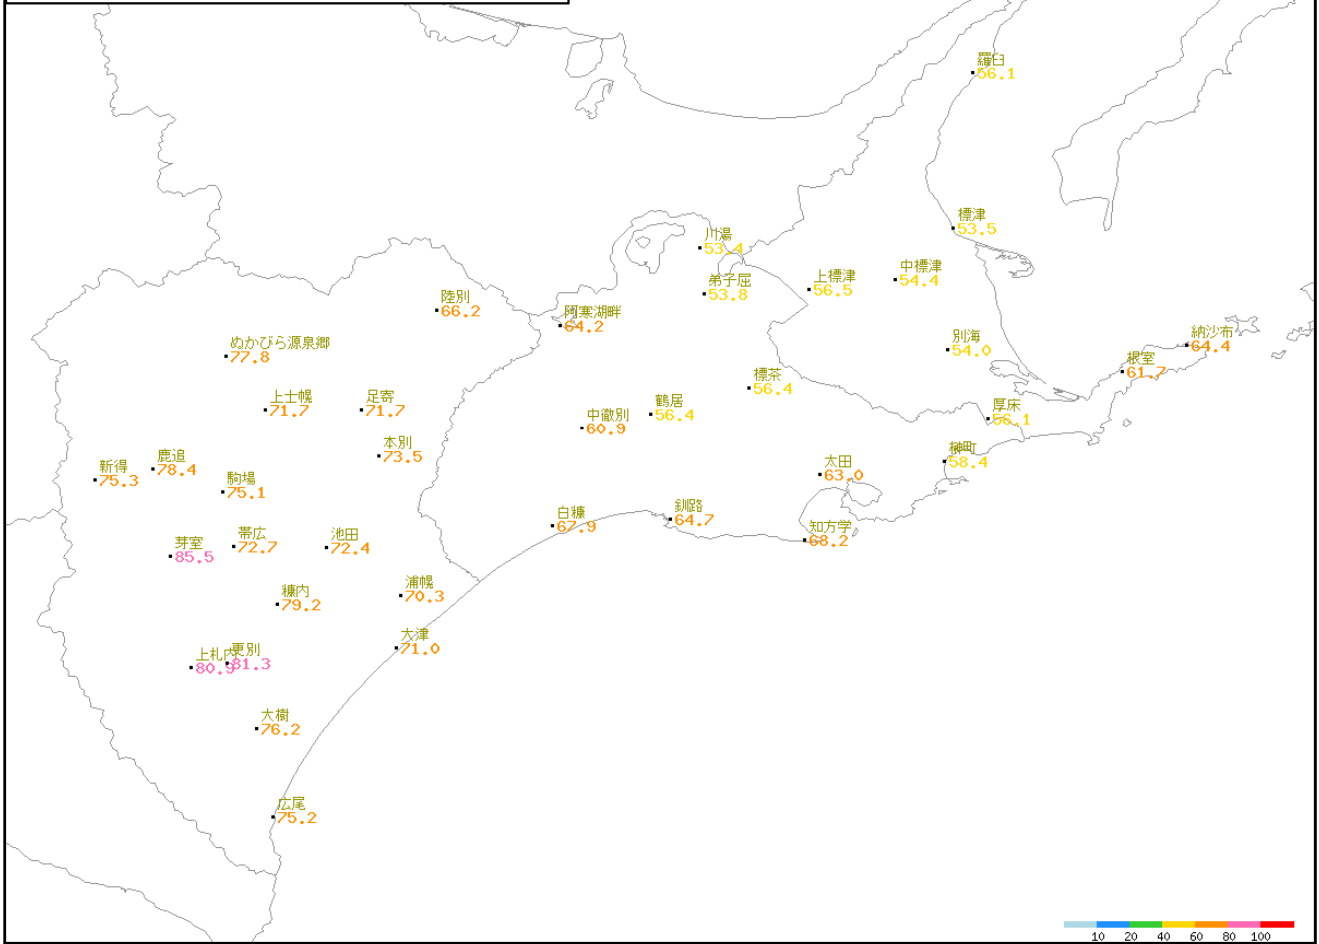 羅臼
56.1
標津
53.5
川湯
53.4
中標津
54.4
上標津
56.5
弟子屈
53.8
陸別
66.2
阿寒湖畔
64.2
ぬかびら源泉郷
77.8
別海
54.0
納沙布
64.4
根室
61.7
標茶
56.4
上士幌
71.7
足寄
71.7
鶴居
56.4
中徹別
60.9
厚床
56.1
本別
73.5
榊町
58.4
太田
63.0
新得
75.3
鹿追
78.4
駒場
75.1
白糠
67.9
釧路
64.7
知方学
68.2
芽室
85.5
帯広
72.7
池田
72.4
糠内
79.2
浦幌
70.3
大津
71.0
上札内
80.9
更別
81.3
大樹
76.2
広尾
75.2
10 20 40 60 80 100